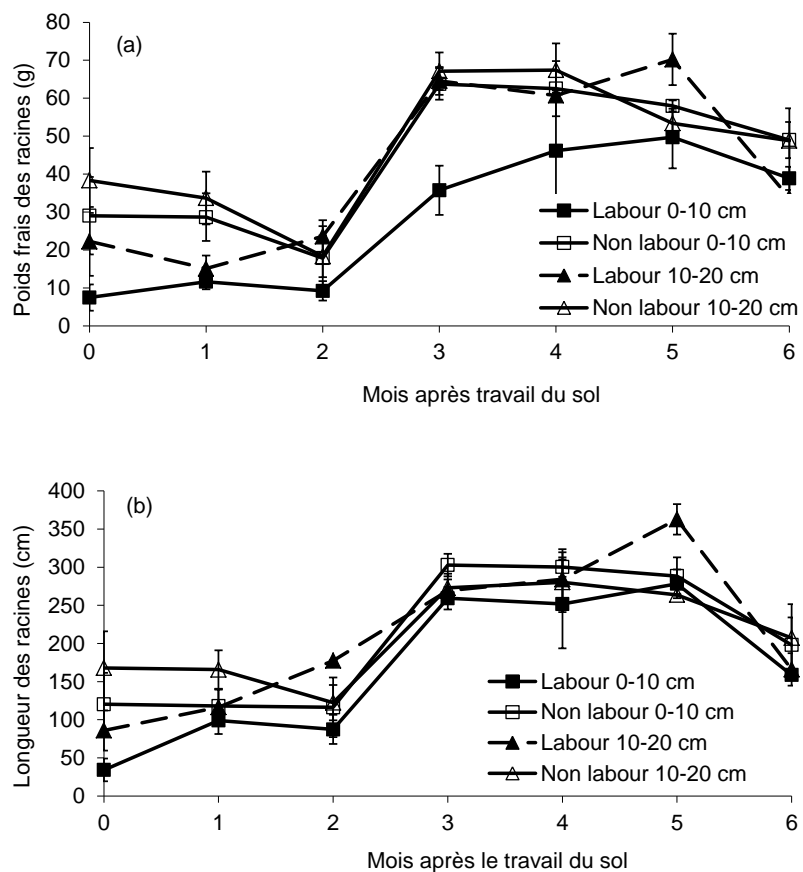 (a)
Poids frais des racines (g)
80
70
60
50
40
30
20
10
0
0 1 2 3 4 5 6
Labour 0-10 cm
Non labour 0-10 cm
Labour 10-20 cm
Non labour 10-20 cm
Mois après travail du sol
(b)
Longueur des racines (cm)
400
350
300
250
200
150
100
50
0
0 1 2 3 4 5 6
Labour 0-10 cm
Non labour 0-10 cm
Labour 10-20 cm
Non labour 10-20 cm
Mois après le travail du sol